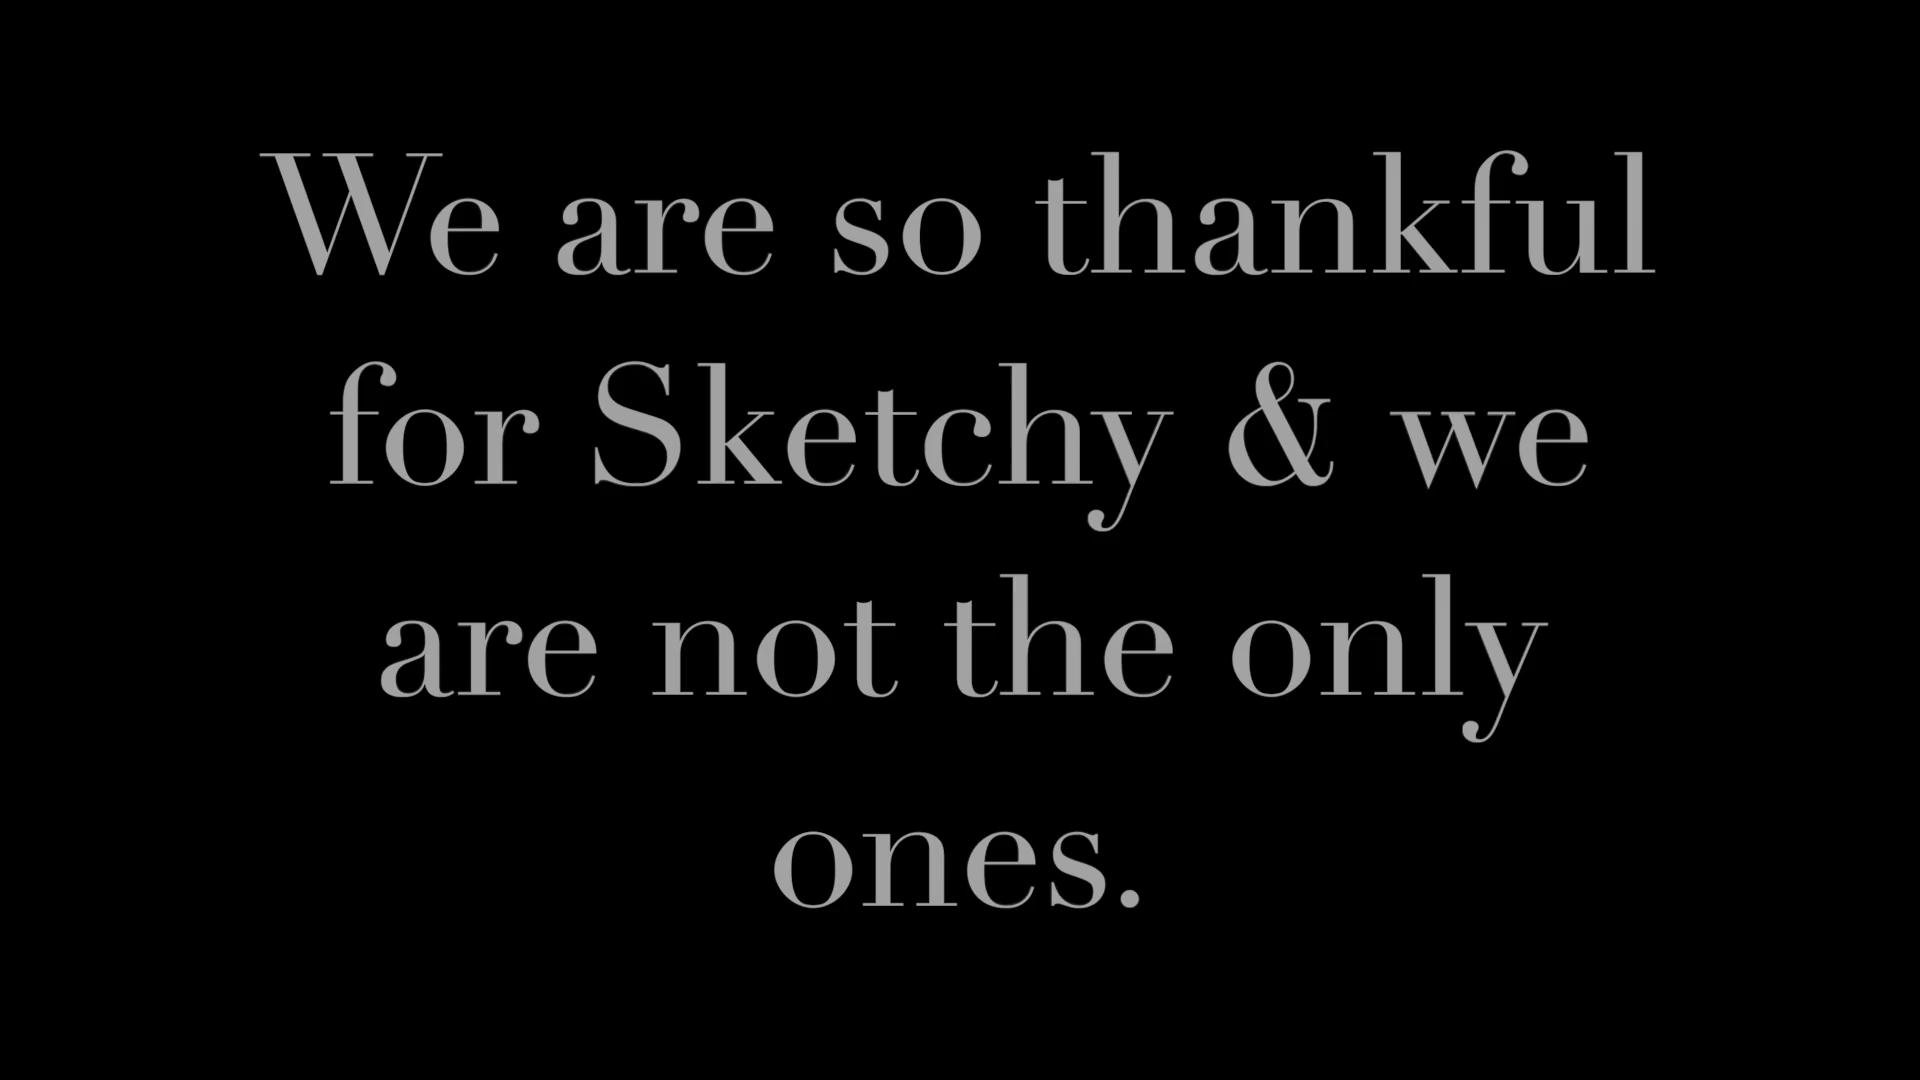 We are so thankful
for Sketchy & we
are not the only
ones.